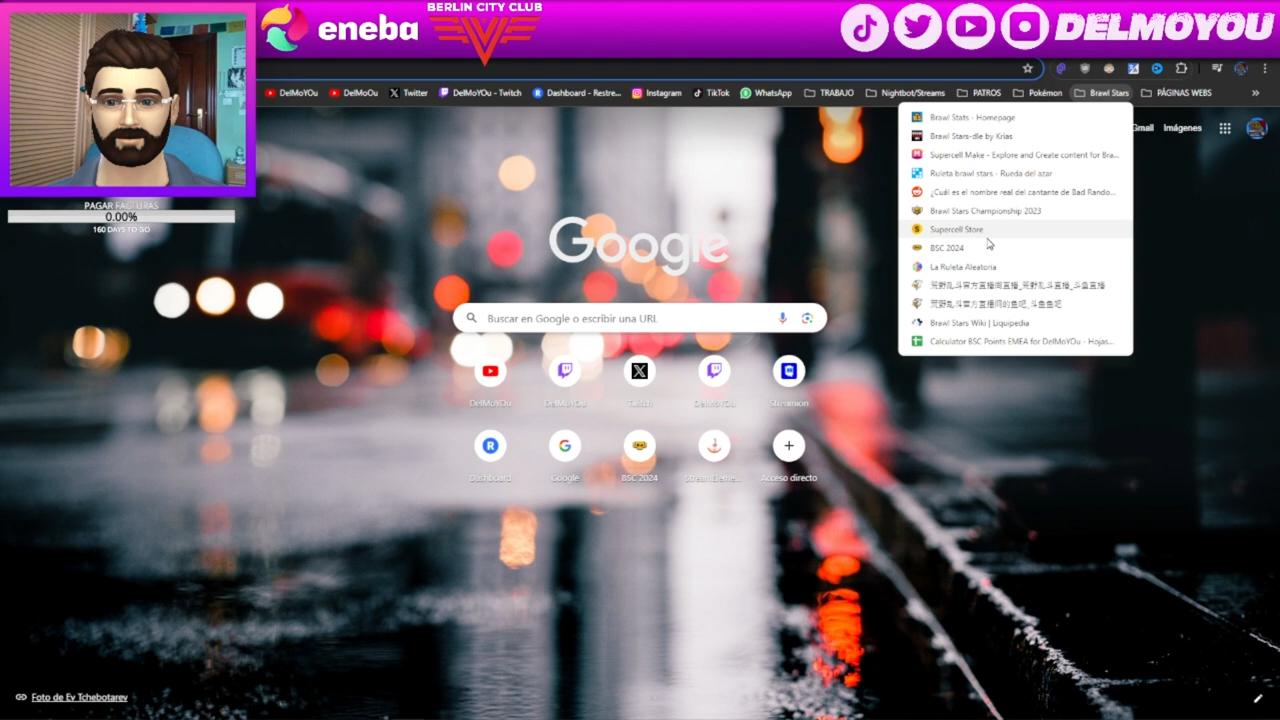 BERLIN CITY CLUB
eneba
DELMOYOU
DelMoYOu
DelMoOu
Twitter
DelMoYOu - Twitch
Dashboard - Restre...
Instagram
TikTok
WhatsApp
TRABAJO
Nightbot/Streams
PATROS
Pokémon
Brawl Stars
PÁGINAS WEBS
»
Gmail
Imágenes
Brawl Stats - Homepage
Brawl Stars-dle by Krias
Supercell Make - Explore and Create content for Bra...
Ruleta brawl stars - Rueda del azar
¿Cuál es el nombre real del cantante de Bad Rando...
Brawl Stars Championship 2023
Supercell Store
BSC 2024
La Ruleta Aleatoria
荒野乱斗官方直播间直播_荒野乱斗直播_斗鱼直播
荒野乱斗官方直播间的鱼吧_斗鱼鱼吧
Brawl Stars Wiki | Liquipedia
Calculator BSC Points EMEA for DelMoYOu - Hojas...
PAGAR FACTURAS
0.00%
160 DAYS TO GO
Google
Buscar en Google o escribir una URL
DelMoYOu
DelMoYOu
Twitch
DelMoYOu
Streamion
Dashboard
Google
BSC 2024
StreamEleme...
Acceso directo
Foto de Ey Tchebotarev